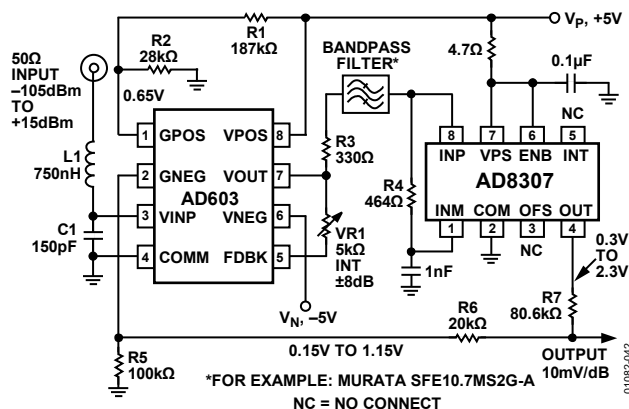 V_P, +5V
R1
187kΩ
50Ω
INPUT
–105dBm
TO
+15dBm
R2
28kΩ
BANDPASS
FILTER*
4.7Ω
0.1µF
0.65V
NC
L1
750nH
1 GPOS VPOS 8
2 GNEG VOUT 7
AD603
3 VINP VNEG 6
4 COMM FDBK 5
R3
330Ω
8 7 6 5
INP VPS ENB INT
AD8307
INM COM OFS OUT
1 2 3 4
R4
464Ω
C1
150pF
VR1
5kΩ
INT
±8dB
NC
0.3V
TO
2.3V
1nF
V_N, –5V
R7
80.6kΩ
R6
20kΩ
R5
100kΩ
0.15V TO 1.15V
OUTPUT
10mV/dB
*FOR EXAMPLE: MURATA SFE10.7MS2G-A
NC = NO CONNECT
01082-042